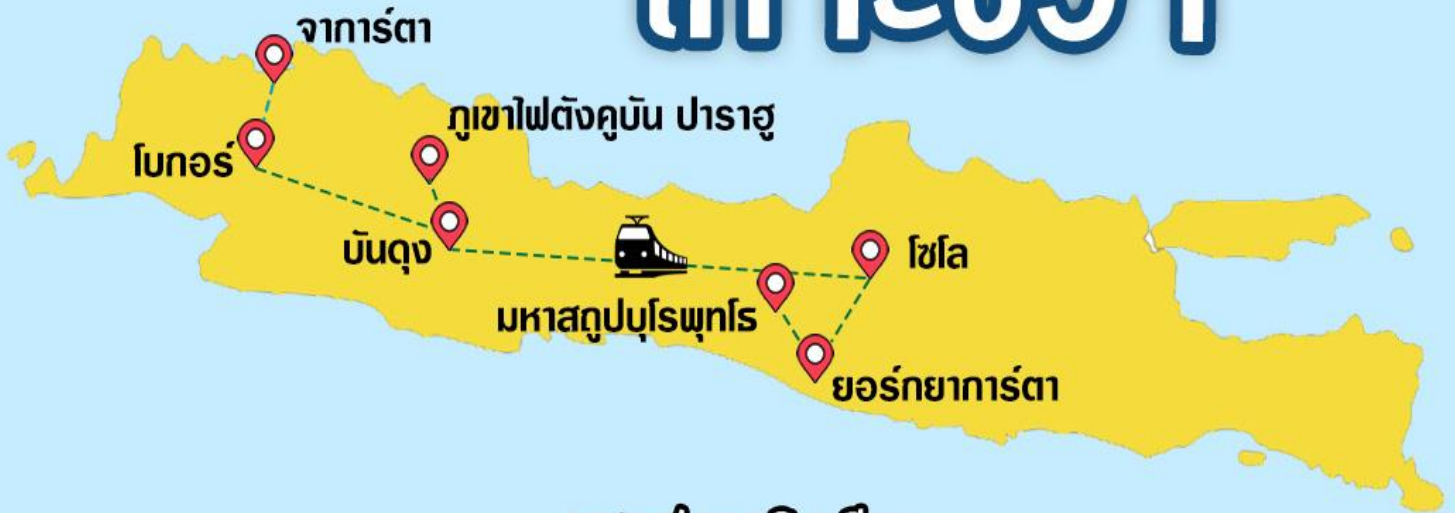 จาการ์ตา
ภูเขาไฟตังคูบัน ปาราฮู
โบกอร์
บันดุง
โซโล
มหาสถูปบุโรพุทโธ
ยอร์กยาการ์ตา